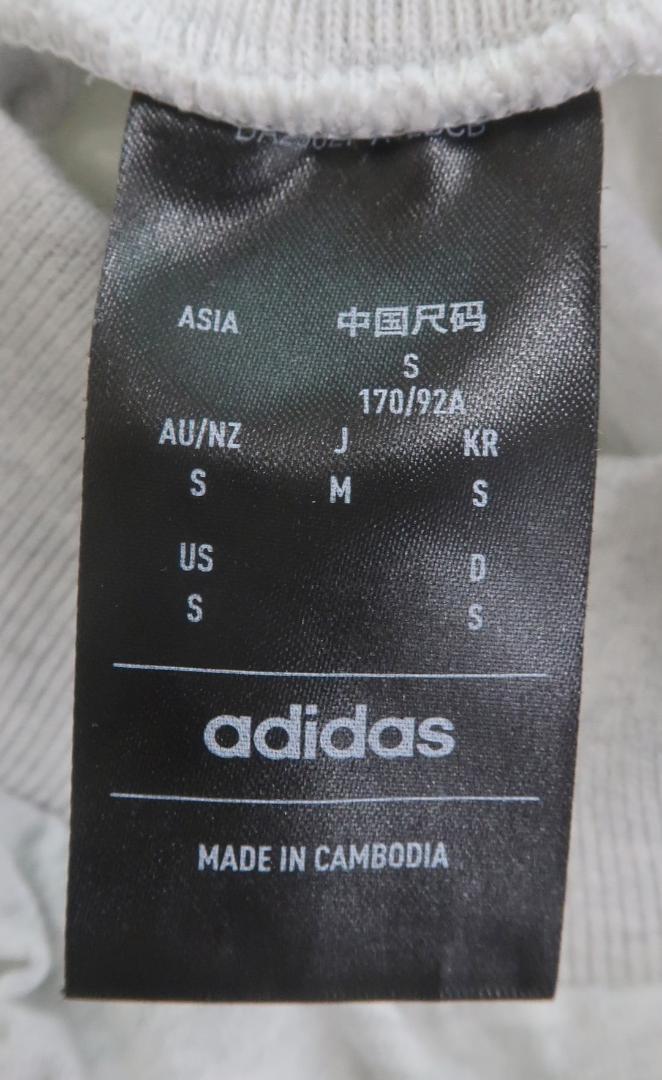 ASIA 中国尺码
S
170/92A
AU/NZ J KR
S M S
US D
S S
adidas
MADE IN CAMBODIA